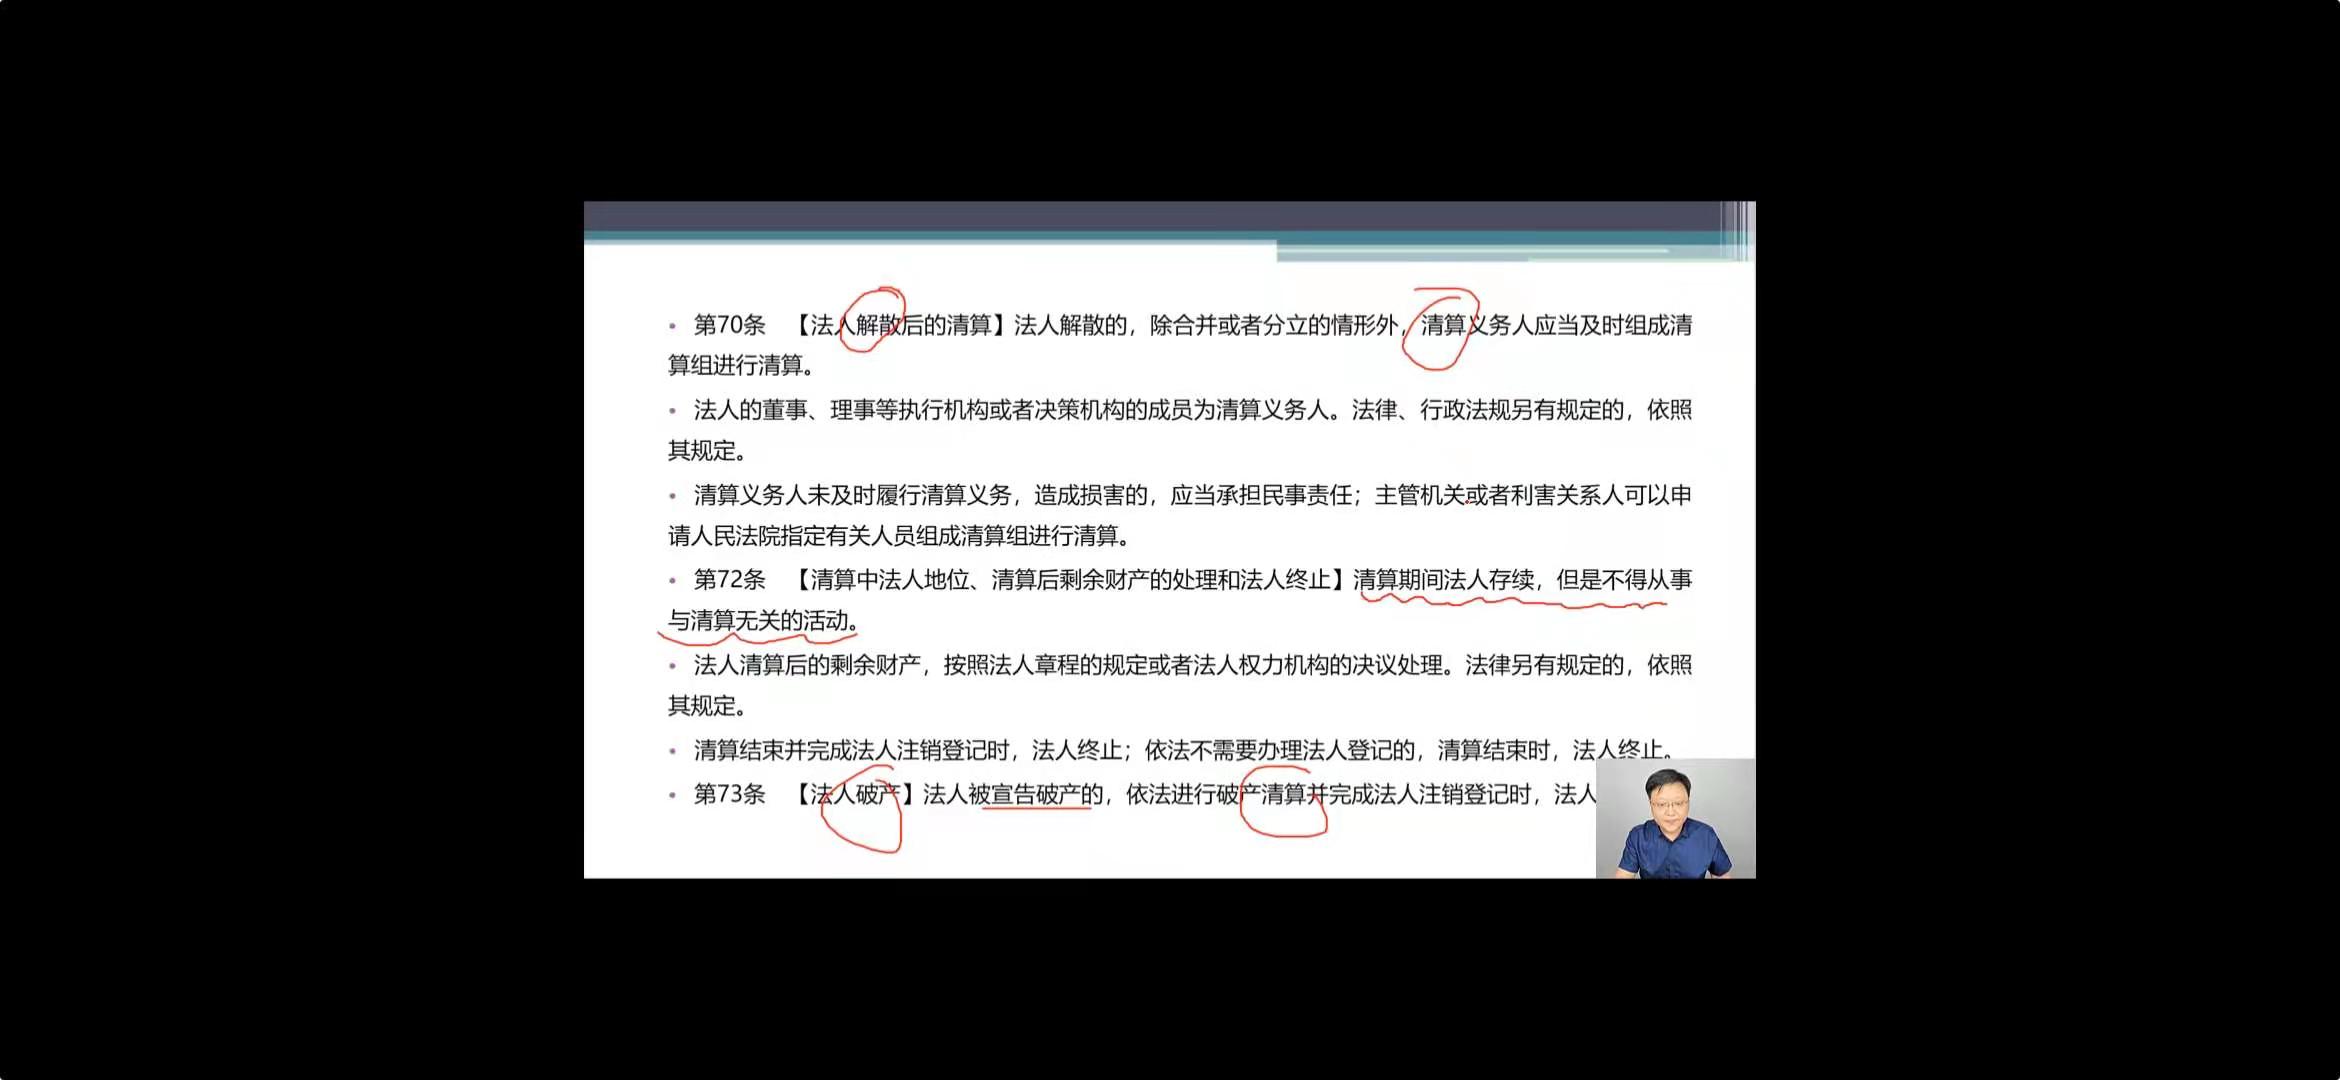 • 第70条 【法人解散后的清算】法人解散的，除合并或者分立的情形外，清算义务人应当及时组成清
算组进行清算。
• 法人的董事、理事等执行机构或者决策机构的成员为清算义务人。法律、行政法规另有规定的，依照
其规定。
• 清算义务人未及时履行清算义务，造成损害的，应当承担民事责任；主管机关或者利害关系人可以申
请人民法院指定有关人员组成清算组进行清算。
• 第72条 【清算中法人地位、清算后剩余财产的处理和法人终止】清算期间法人存续，但是不得从事
与清算无关的活动。
• 法人清算后的剩余财产，按照法人章程的规定或者法人权力机构的决议处理。法律另有规定的，依照
其规定。
• 清算结束并完成法人注销登记时，法人终止；依法不需要办理法人登记的，清算结束时，法人终止。
• 第73条 【法人破产】法人被宣告破产的，依法进行破产清算并完成法人注销登记时，法人